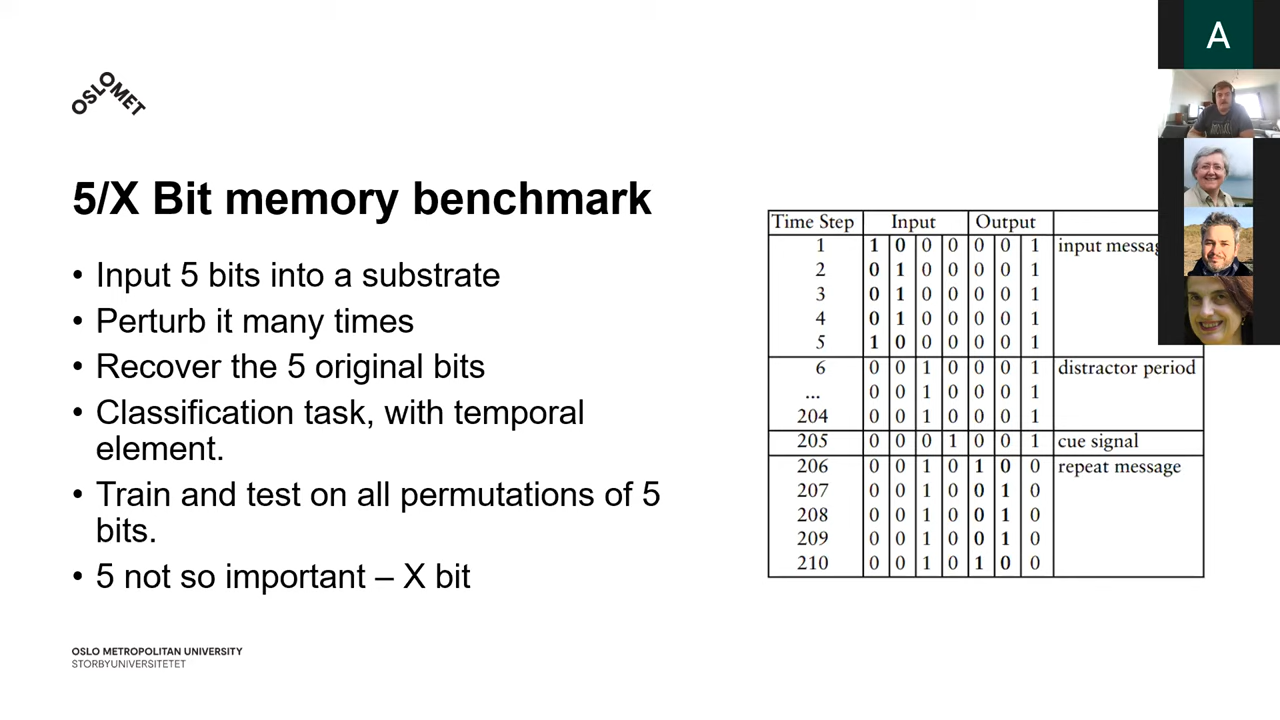 A
OSLOMET
5/X Bit memory benchmark
• Input 5 bits into a substrate
• Perturb it many times
• Recover the 5 original bits
• Classification task, with temporal
element.
• Train and test on all permutations of 5
bits.
• 5 not so important – X bit
Time Step Input Output
1 1 0 0 0 0 0 1 input messag
2 0 1 0 0 0 0 1
3 0 1 0 0 0 0 1
4 0 1 0 0 0 0 1
5 1 0 0 0 0 0 1
6 0 0 1 0 0 0 1 distractor period
... 0 0 1 0 0 0 1
204 0 0 1 0 0 0 1
205 0 0 0 1 0 0 1 cue signal
206 0 0 1 0 1 0 0 repeat message
207 0 0 1 0 0 1 0
208 0 0 1 0 0 1 0
209 0 0 1 0 0 1 0
210 0 0 1 0 1 0 0
OSLO METROPOLITAN UNIVERSITY
STORBYUNIVERSITETET